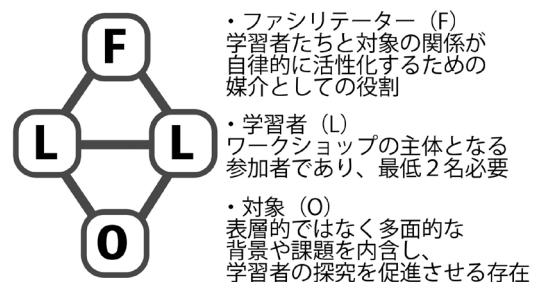 F
L
L
O
・ファシリテーター（F）
学習者たちと対象の関係が
自律的に活性化するための
媒介としての役割
・学習者（L）
ワークショップの主体となる
参加者であり、最低２名必要
・対象（O）
表層的ではなく多面的な
背景や課題を内含し、
学習者の探究を促進させる存在